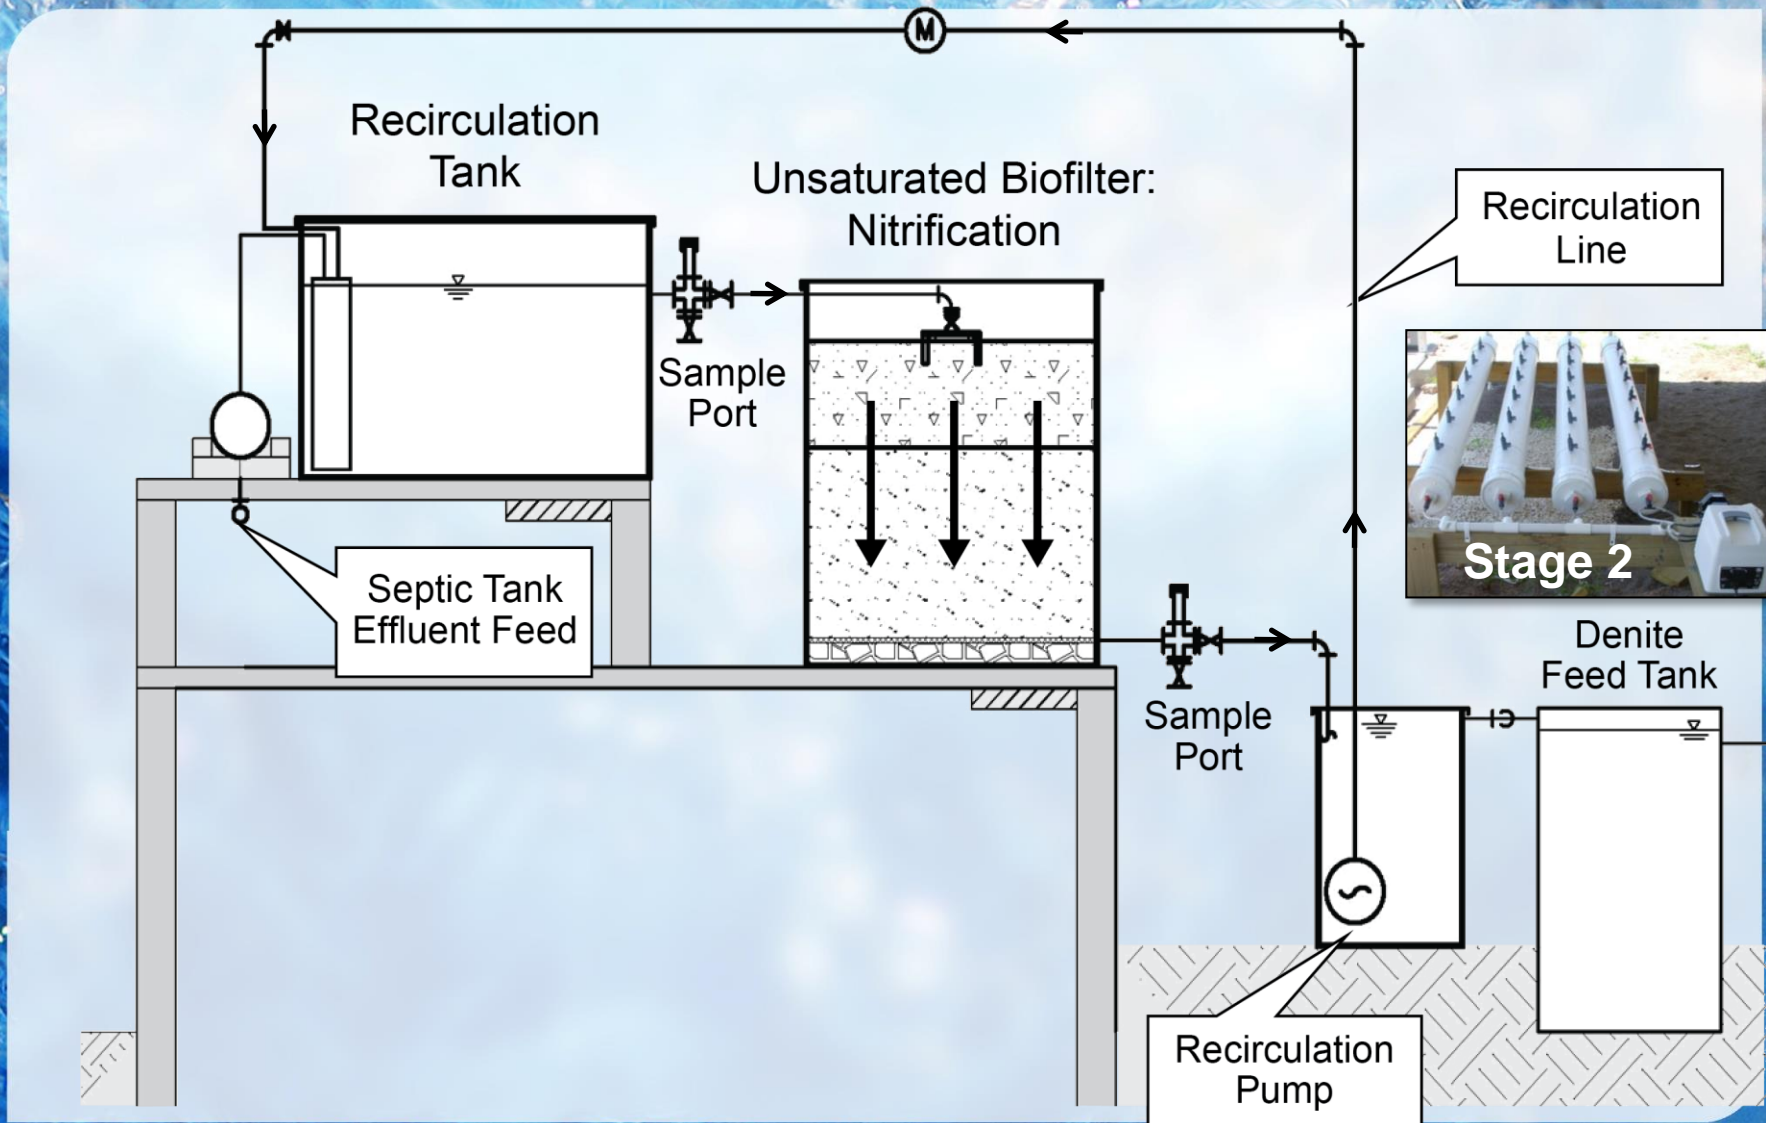 M
Recirculation
Tank
Unsaturated Biofilter:
Nitrification
Recirculation
Line
Sample
Port
Stage 2
Septic Tank
Effluent Feed
Denite
Feed Tank
Sample
Port
Recirculation
Pump